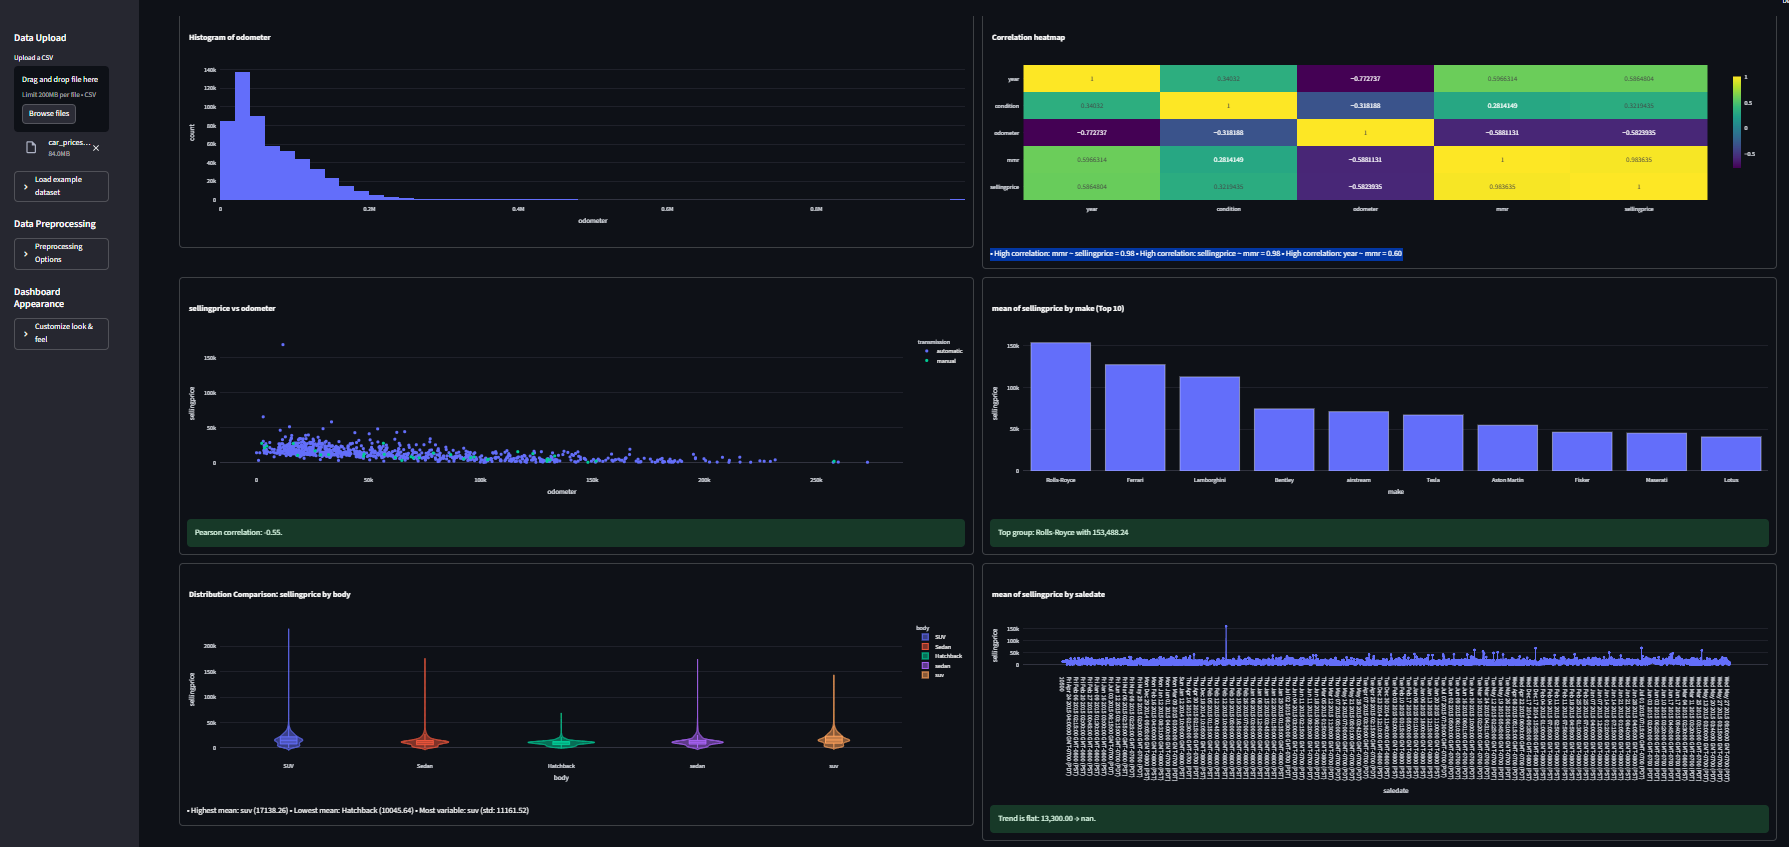 Data Upload
Upload a CSV
Drag and drop file here
Limit 200MB per file • CSV
Browse files
car_prices...
84.0MB
Load example
dataset
Data Preprocessing
Preprocessing
Options
Dashboard
Appearance
Customize look &
feel
Histogram of odometer
140k
120k
100k
80k
60k
40k
20k
0
count
0 0.2M 0.4M 0.6M 0.8M
odometer
Correlation heatmap
year 1 0.34032 −0.772737 0.5966314 0.5864804
condition 0.34032 1 −0.318188 0.2814149 0.3219436
odometer −0.772737 −0.318188 1 −0.5881131 −0.5823935
mmr 0.5966314 0.2814149 −0.5881131 1 0.983635
sellingprice 0.5864804 0.3219436 −0.5823935 0.983635 1
year condition odometer mmr sellingprice
1
0.5
0
−0.5
• High correlation: mmr ~ sellingprice = 0.98 • High correlation: sellingprice ~ mmr = 0.98 • High correlation: year ~ mmr = 0.60
sellingprice vs odometer
transmission
automatic
manual
150k
100k
50k
0
sellingprice
0 50k 100k 150k 200k 250k
odometer
Pearson correlation: -0.55.
mean of sellingprice by make (Top 10)
150k
100k
50k
0
sellingprice
Rolls-Royce Ferrari Lamborghini Bentley airstream Tesla Aston Martin Fisker Maserati Lotus
make
Top group: Rolls-Royce with 153,488.24
Distribution Comparison: sellingprice by body
body
SUV
Sedan
Hatchback
sedan
suv
200k
150k
100k
50k
0
sellingprice
SUV Sedan Hatchback sedan suv
body
• Highest mean: suv (17138.26) • Lowest mean: Hatchback (10045.64) • Most variable: suv (std: 11161.52)
mean of sellingprice by saledate
150k
100k
50k
0
sellingprice
saledate
Trend is flat: 13,300.00 → nan.